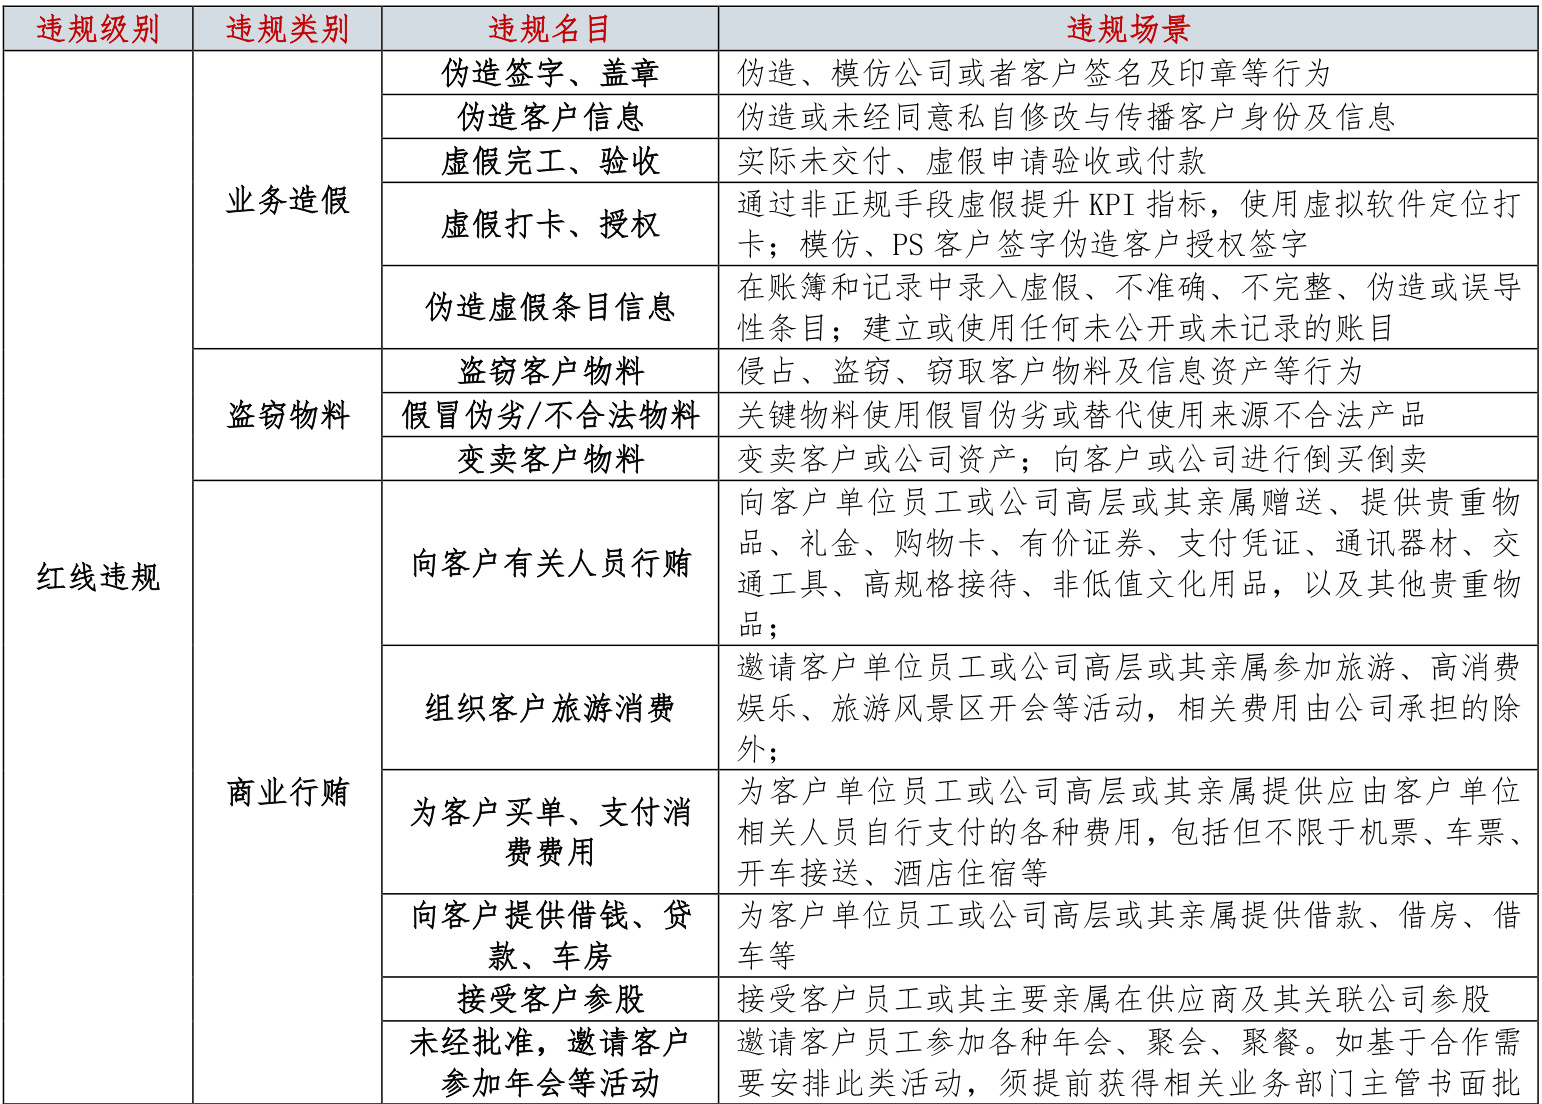 违规级别 违规类别 违规名目 违规场景
伪造签字、盖章 伪造、模仿公司或者客户签名及印章等行为
伪造客户信息 伪造或未经同意私自修改与传播客户身份及信息
虚假完工、验收 实际未交付、虚假申请验收或付款
业务造假
虚假打卡、授权
通过非正规手段虚假提升 KPI 指标，使用虚拟软件定位打
卡；模仿、PS 客户签字伪造客户授权签字
伪造虚假条目信息
在账簿和记录中录入虚假、不准确、不完整、伪造或误导
性条目；建立或使用任何未公开或未记录的账目
盗窃客户物料 侵占、盗窃、窃取客户物料及信息资产等行为
盗窃物料 假冒伪劣/不合法物料 关键物料使用假冒伪劣或替代使用来源不合法产品
变卖客户物料 变卖客户或公司资产；向客户或公司进行倒买倒卖
红线违规
向客户有关人员行贿
向客户单位员工或公司高层或其亲属赠送、提供贵重物
品、礼金、购物卡、有价证券、支付凭证、通讯器材、交
通工具、高规格接待、非低值文化用品，以及其他贵重物
品；
组织客户旅游消费
邀请客户单位员工或公司高层或其亲属参加旅游、高消费
娱乐、旅游风景区开会等活动，相关费用由公司承担的除
外；
商业行贿
为客户买单、支付消
费费用
为客户单位员工或公司高层或其亲属提供应由客户单位
相关人员自行支付的各种费用，包括但不限于机票、车票、
开车接送、酒店住宿等
向客户提供借钱、贷
款、车房
为客户单位员工或公司高层或其亲属提供借款、借房、借
车等
接受客户参股 接受客户员工或其主要亲属在供应商及其关联公司参股
未经批准，邀请客户
参加年会等活动
邀请客户员工参加各种年会、聚会、聚餐。如基于合作需
要安排此类活动，须提前获得相关业务部门主管书面批